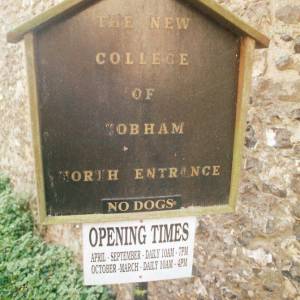 THE NEW
COLLEGE
OF
COBHAM
NORTH ENTRANCE
NO DOGS
OPENING TIMES
APRIL - SEPTEMBER - DAILY 10AM - 7PM
OCTOBER - MARCH - DAILY 10AM - 4PM